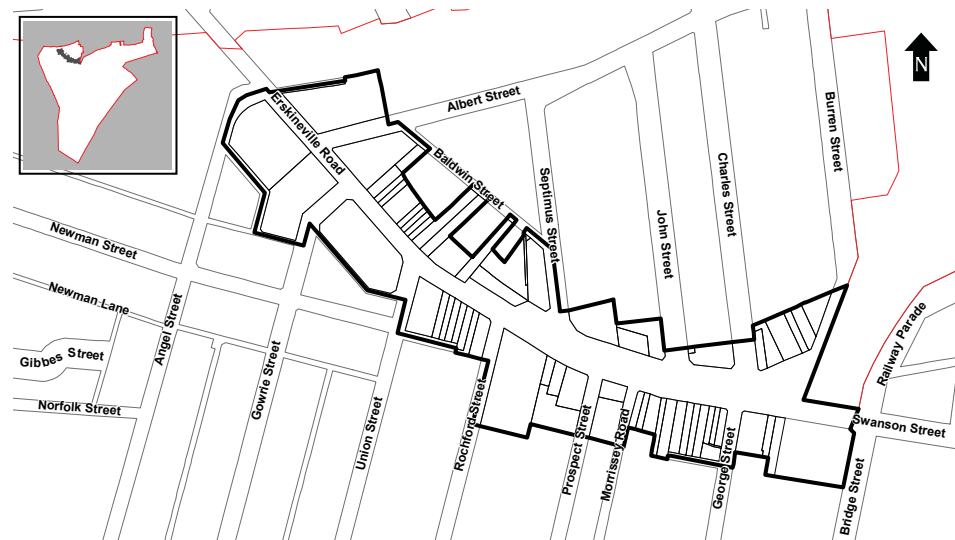 N
Albert Street
Erskineville Road
Burren Street
Baldwin Street
Septimus Street
Charles Street
John Street
Newman Street
Newman Lane
Angel Street
Railway Parade
Gibbes Street
Gowrie Street
Norfolk Street
Union Street
Rochford Street
Prospect Street
Morrissey Road
George Street
Swanson Street
Bridge Street